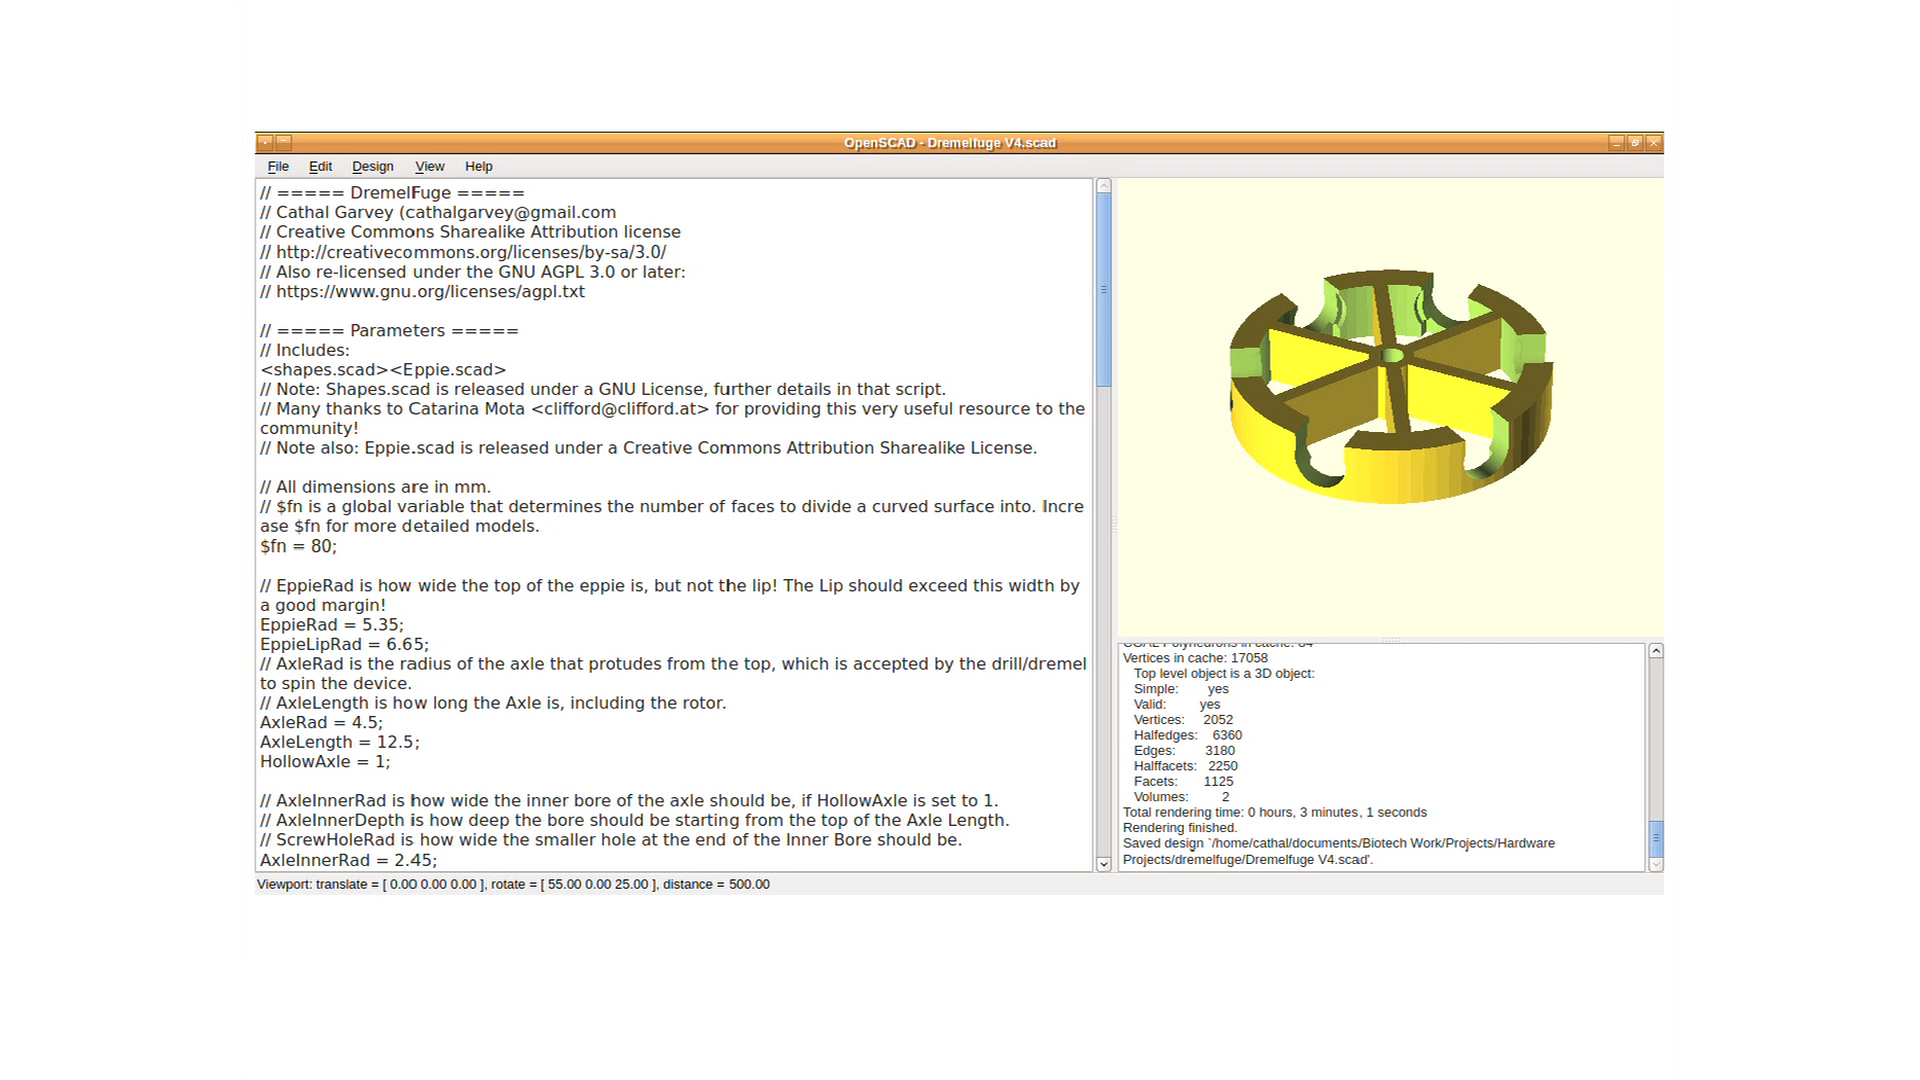 OpenSCAD - Dremelfuge V4.scad
File Edit Design View Help
// ===== DremelFuge =====
// Cathal Garvey (cathalgarvey@gmail.com
// Creative Commons Sharealike Attribution license
// http://creativecommons.org/licenses/by-sa/3.0/
// Also re-licensed under the GNU AGPL 3.0 or later:
// https://www.gnu.org/licenses/agpl.txt
// ===== Parameters =====
// Includes:
<shapes.scad><Eppie.scad>
// Note: Shapes.scad is released under a GNU License, further details in that script.
// Many thanks to Catarina Mota <clifford@clifford.at> for providing this very useful resource to the
community!
// Note also: Eppie.scad is released under a Creative Commons Attribution Sharealike License.
// All dimensions are in mm.
// $fn is a global variable that determines the number of faces to divide a curved surface into. Incre
ase $fn for more detailed models.
$fn = 80;
// EppieRad is how wide the top of the eppie is, but not the lip! The Lip should exceed this width by
a good margin!
EppieRad = 5.35;
EppieLipRad = 6.65;
// AxleRad is the radius of the axle that protudes from the top, which is accepted by the drill/dremel
to spin the device.
// AxleLength is how long the Axle is, including the rotor.
AxleRad = 4.5;
AxleLength = 12.5;
HollowAxle = 1;
// AxleInnerRad is how wide the inner bore of the axle should be, if HollowAxle is set to 1.
// AxleInnerDepth is how deep the bore should be starting from the top of the Axle Length.
// ScrewHoleRad is how wide the smaller hole at the end of the Inner Bore should be.
AxleInnerRad = 2.45;
CGAL Polyhedrons in cache: 84
Vertices in cache: 17058
Top level object is a 3D object:
Simple: yes
Valid: yes
Vertices: 2052
Halfedges: 6360
Edges: 3180
Halffacets: 2250
Facets: 1125
Volumes: 2
Total rendering time: 0 hours, 3 minutes, 1 seconds
Rendering finished.
Saved design `/home/cathal/documents/Biotech Work/Projects/Hardware
Projects/dremelfuge/Dremelfuge V4.scad'.
Viewport: translate = [ 0.00 0.00 0.00 ], rotate = [ 55.00 0.00 25.00 ], distance = 500.00